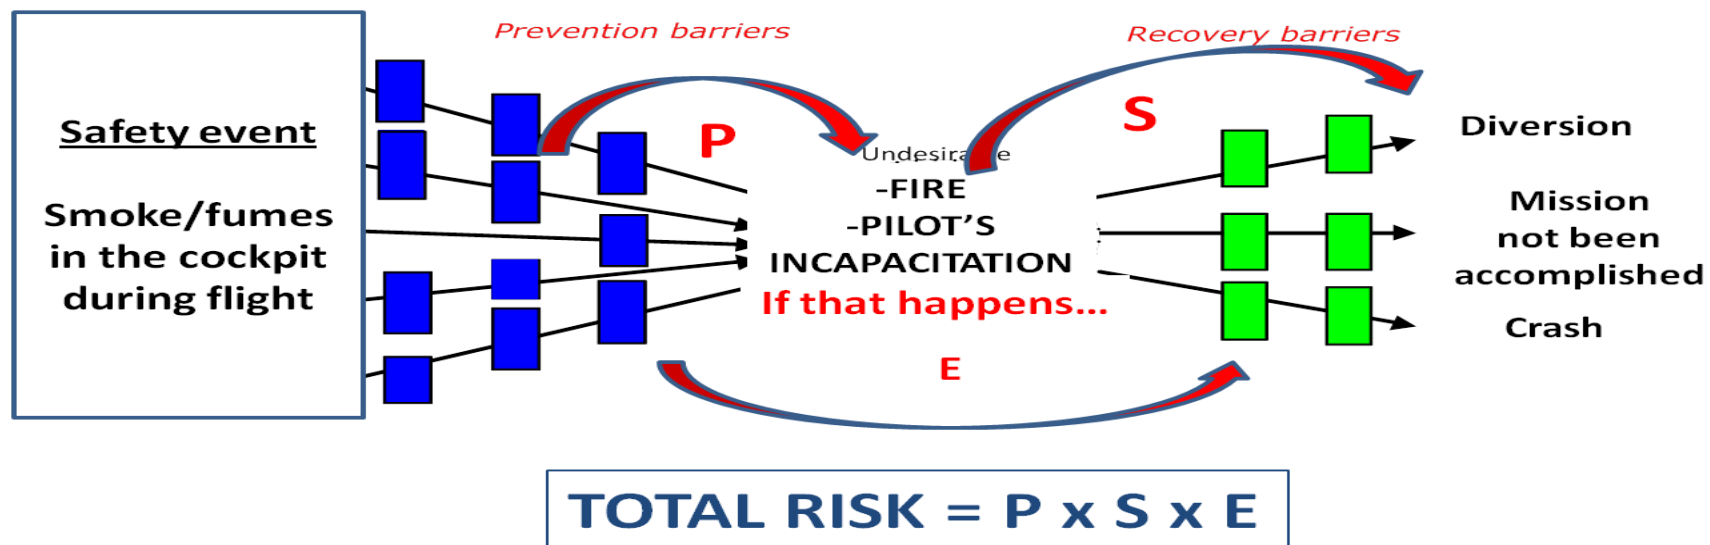 Prevention barriers
Recovery barriers
Safety event
Smoke/fumes
in the cockpit
during flight
P
S
-FIRE
-PILOT’S
INCAPACITATION
If that happens...
E
Diversion
Mission
not been
accomplished
Crash
TOTAL RISK = P x S x E